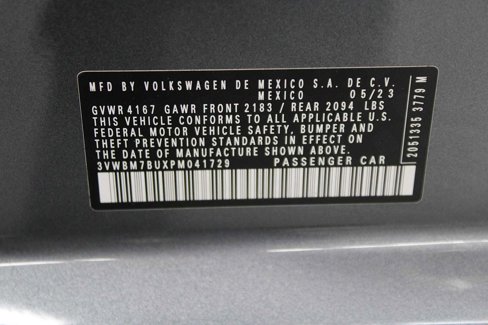 MFD BY VOLKSWAGEN DE MEXICO S.A. DE C.V.
MEXICO 05/23
GVWR 4167 GAWR FRONT 2183 / REAR 2094 LBS
THIS VEHICLE CONFORMS TO ALL APPLICABLE U.S.
FEDERAL MOTOR VEHICLE SAFETY, BUMPER AND
THEFT PREVENTION STANDARDS IN EFFECT ON
THE DATE OF MANUFACTURE SHOWN ABOVE.
3VWBM7BUXPM041729 PASSENGER CAR
2051335 3779 M